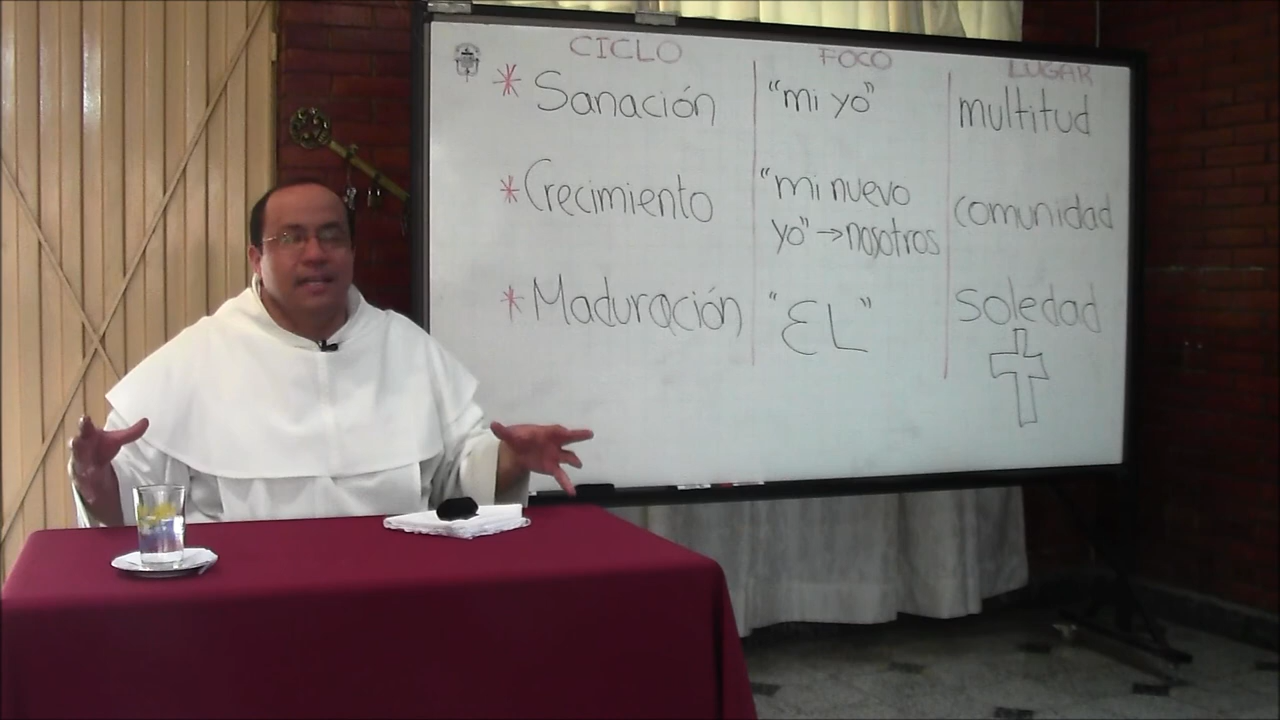 CICLO FOCO LUGAR
* Sanación "mi yo" multitud
* Crecimiento "mi nuevo comunidad
yo" → nosotros
* Maduración "EL" soledad